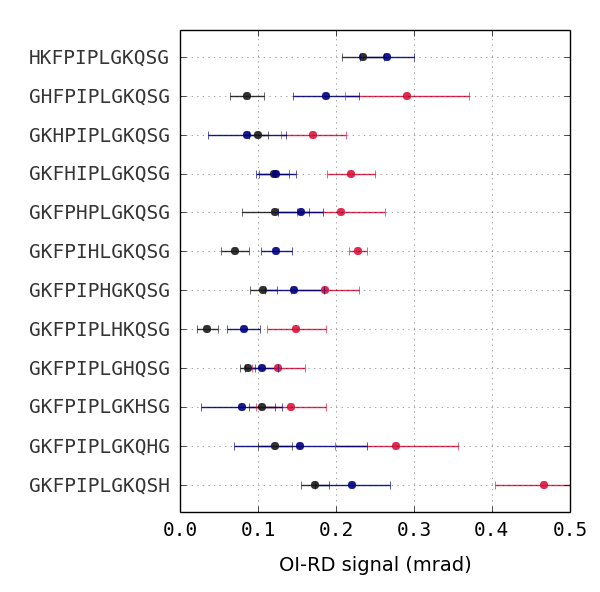 HKFPIPLGKQSG
GHFPIPLGKQSG
GKHPIPLGKQSG
GKFHIPLGKQSG
GKFPHPLGKQSG
GKFPIHLGKQSG
GKFPIPHGKQSG
GKFPIPLHKQSG
GKFPIPLGHQSG
GKFPIPLGKHSG
GKFPIPLGKQHG
GKFPIPLGKQSH
0.0 0.1 0.2 0.3 0.4 0.5
OI-RD signal (mrad)